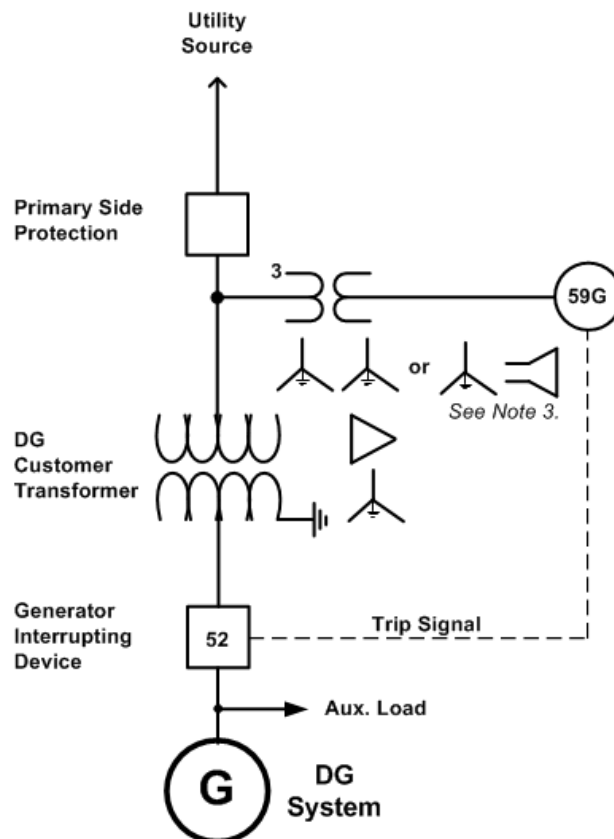 Utility
Source
Primary Side
Protection
3
59G
or
See Note 3.
DG
Customer
Transformer
Generator
Interrupting
Device
52
Trip Signal
Aux. Load
G
DG
System